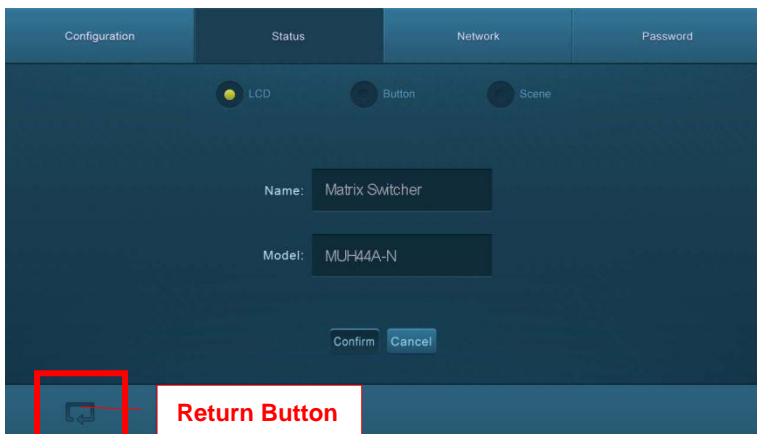 Configuration Status Network Password
LCD Button Scene
Name: Matrix Switcher
Model: MUH44A-N
Confirm Cancel
Return Button